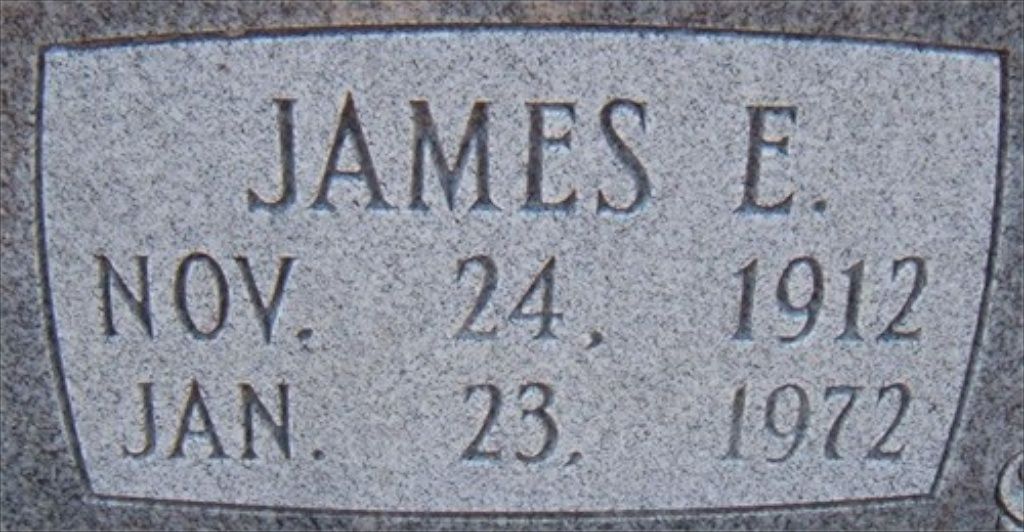 JAMES E.
NOV. 24, 1912
JAN. 23, 1972